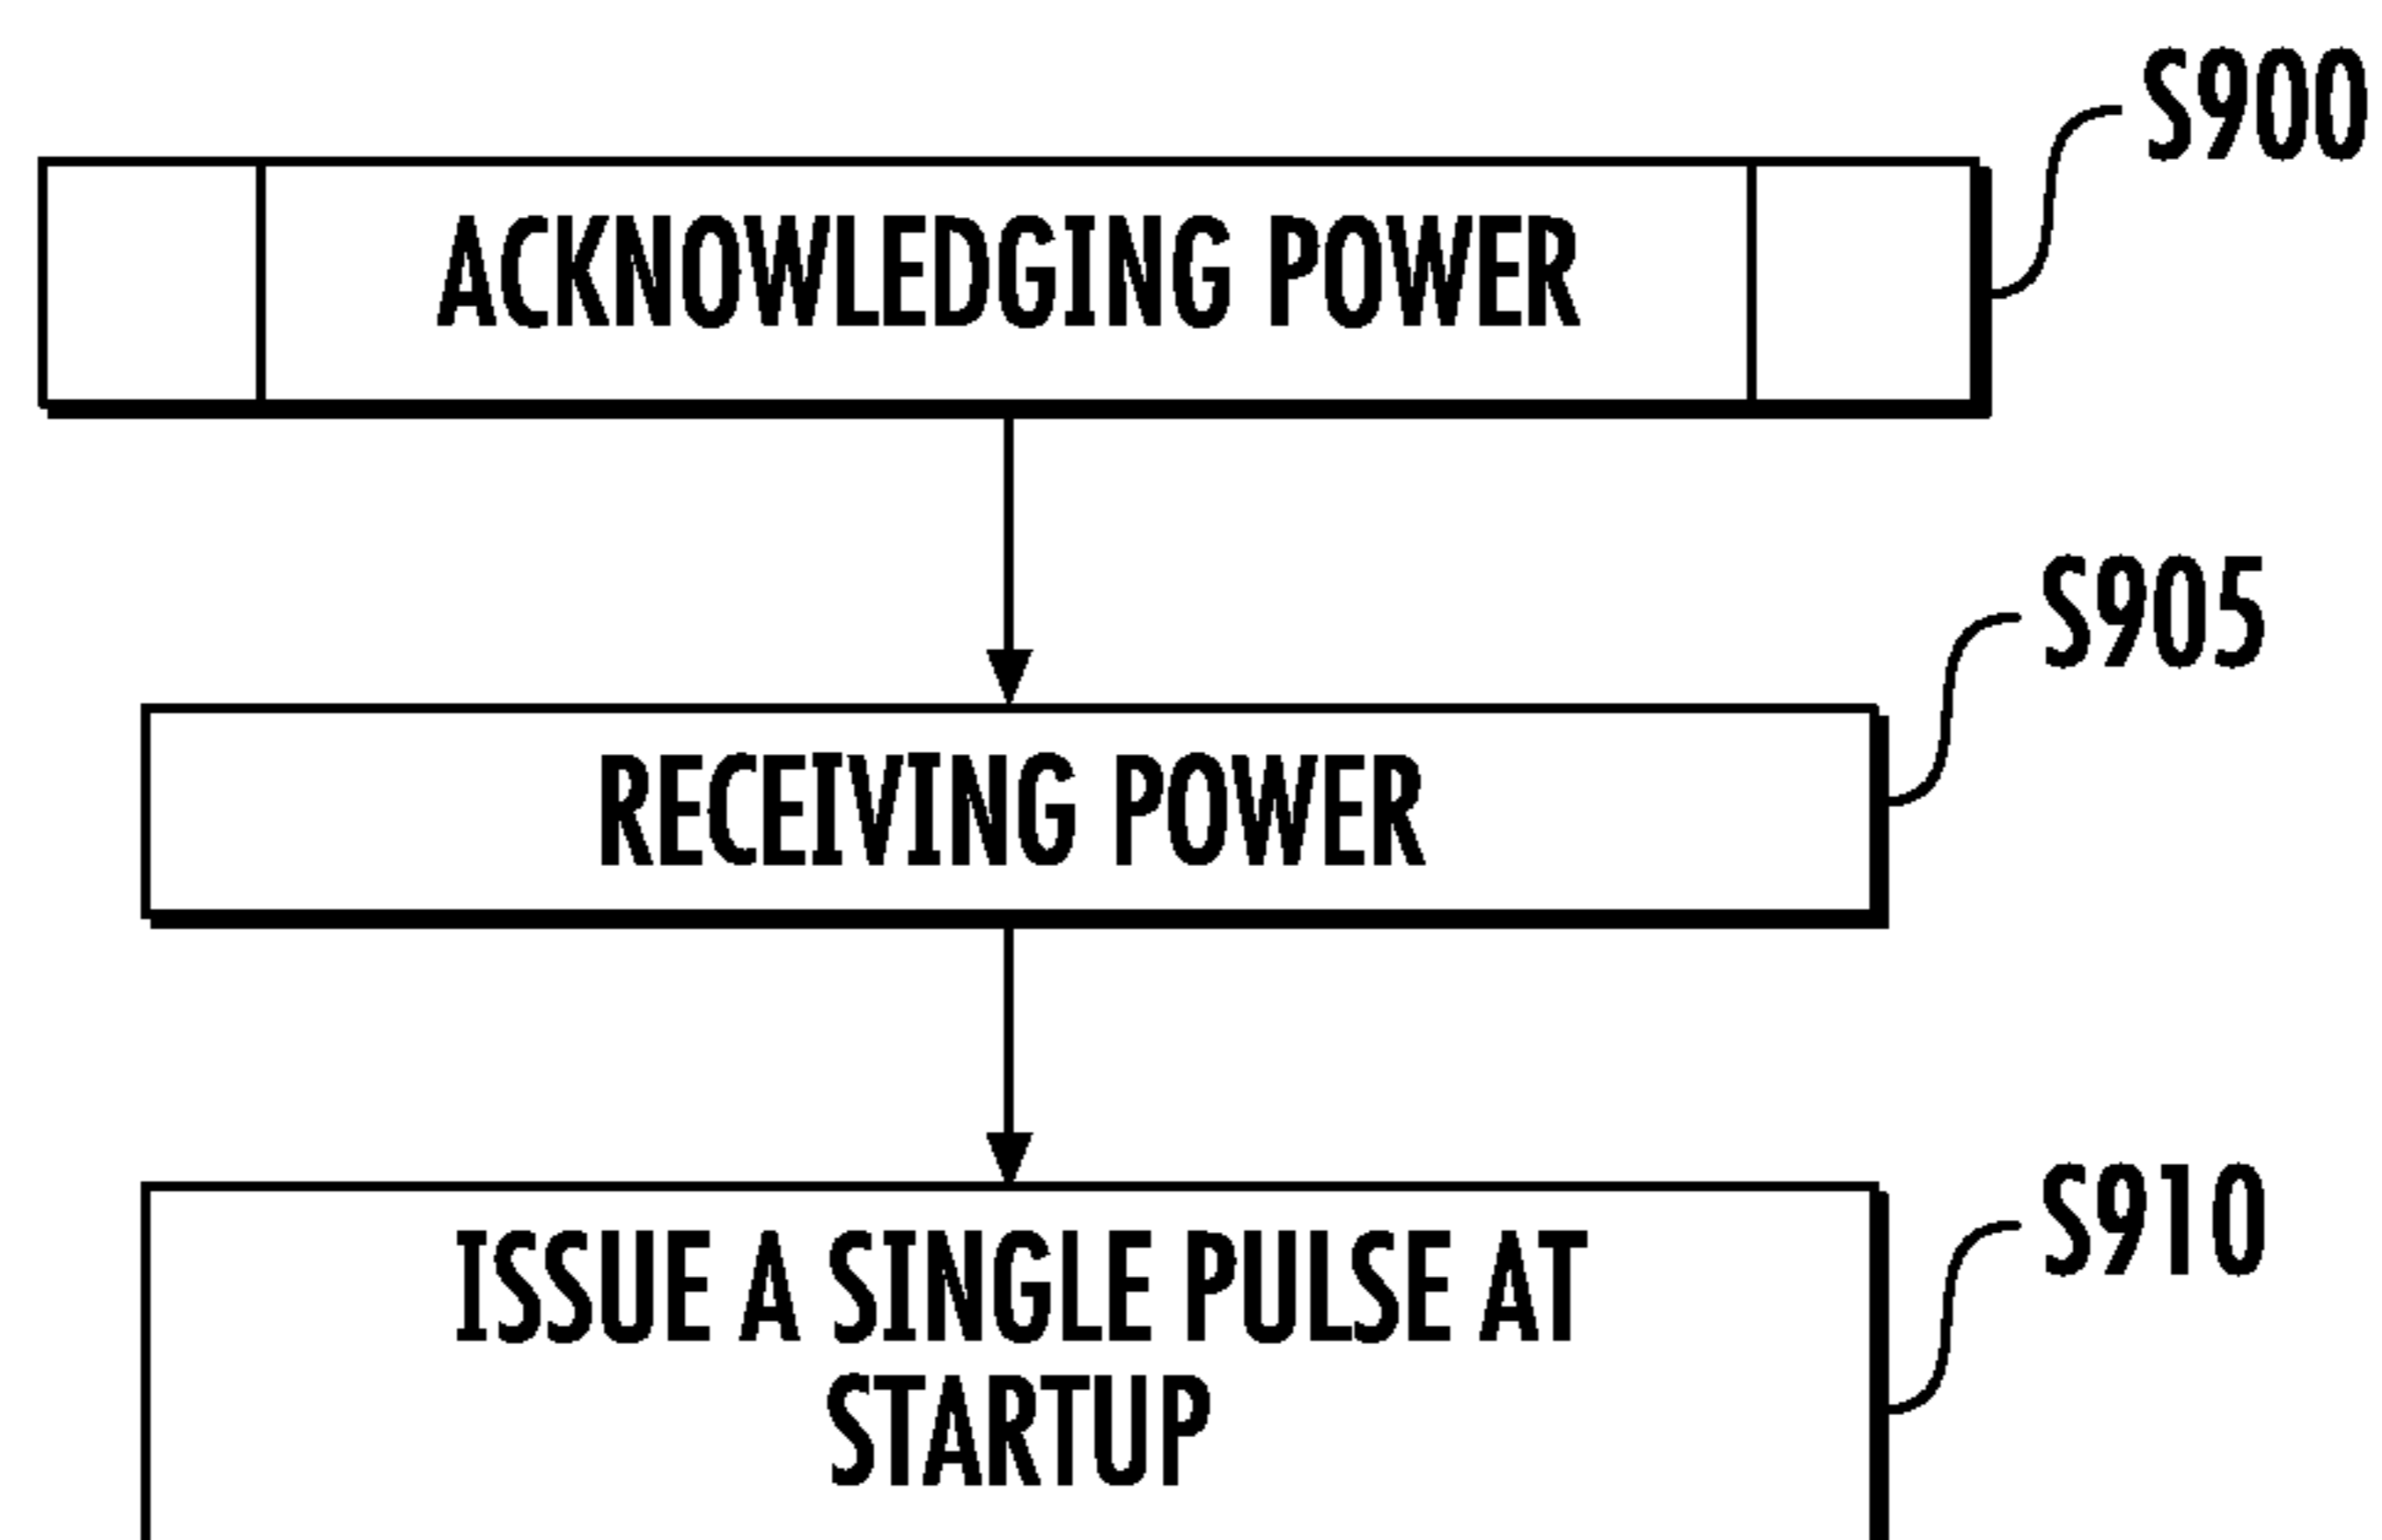 S900
ACKNOWLEDGING POWER
S905
RECEIVING POWER
S910
ISSUE A SINGLE PULSE AT
STARTUP